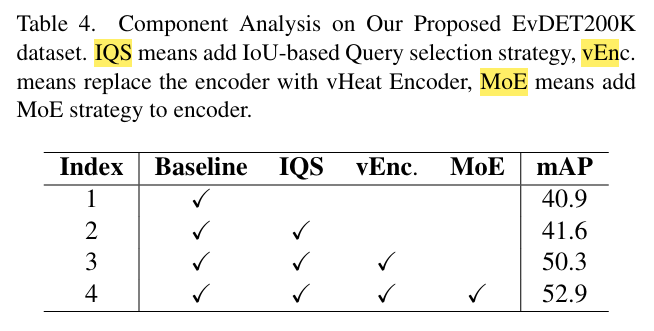 Table 4. Component Analysis on Our Proposed EvDET200K
dataset. IQS means add IoU-based Query selection strategy, vEnc.
means replace the encoder with vHeat Encoder, MoE means add
MoE strategy to encoder.
Index Baseline IQS vEnc. MoE mAP
1 ✓ 40.9
2 ✓ ✓ 41.6
3 ✓ ✓ ✓ 50.3
4 ✓ ✓ ✓ ✓ 52.9